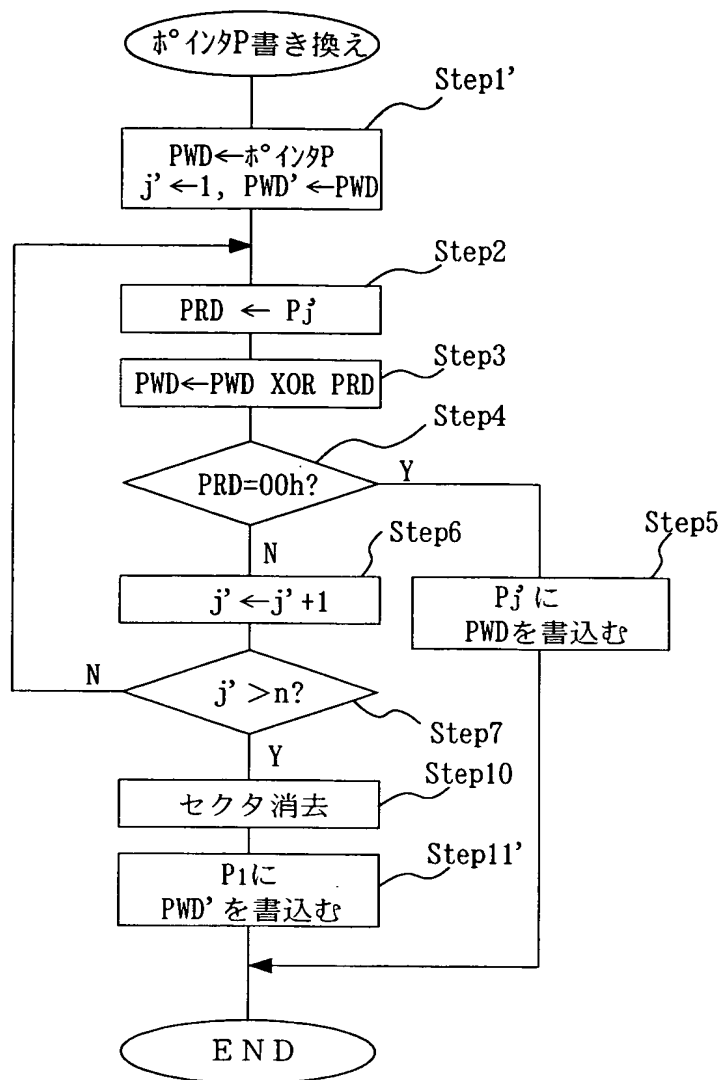 ﾎﾟｲﾝﾀP書き換え
Step1'
PWD←ﾎﾟｲﾝﾀP
j'←1, PWD'←PWD
Step2
PRD ← Pj'
Step3
PWD←PWD XOR PRD
Step4
PRD=00h?
Y
N
Step5
Pj'に
PWDを書込む
Step6
j'←j'+1
N
j'>n?
Step7
Y
Step10
セクタ消去
Step11'
P1に
PWD'を書込む
END